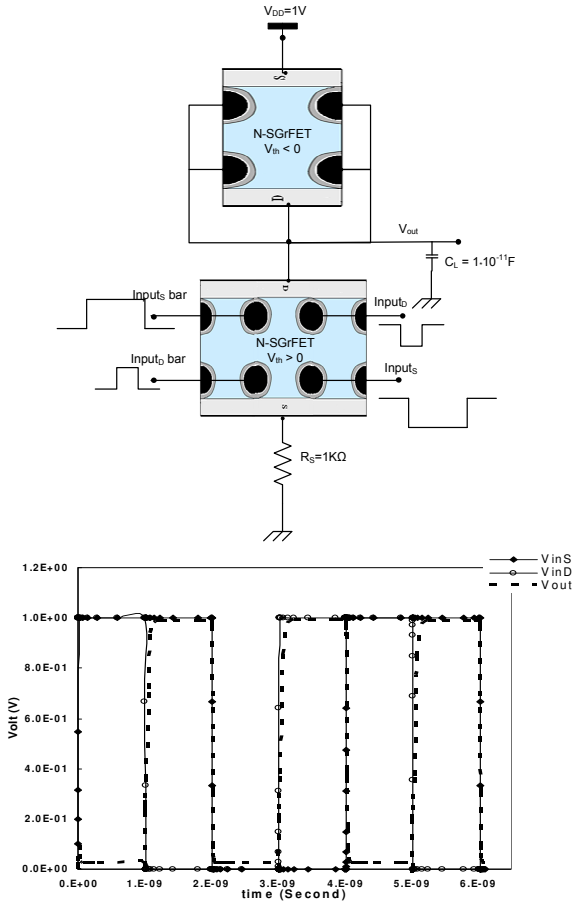 V_DD=1V
S
N-SGrFET
V_th < 0
D
V_out
C_L = 1·10^-11F
D
Input_S bar
Input_D
N-SGrFET
V_th > 0
Input_D bar
Input_S
S
R_S=1KΩ
VinS
VinD
Vout
1.2E+00
1.0E+00
8.0E-01
6.0E-01
4.0E-01
2.0E-01
0.0E+00
Volt (V)
0.E+00 1.E-09 2.E-09 3.E-09 4.E-09 5.E-09 6.E-09
time (Second)